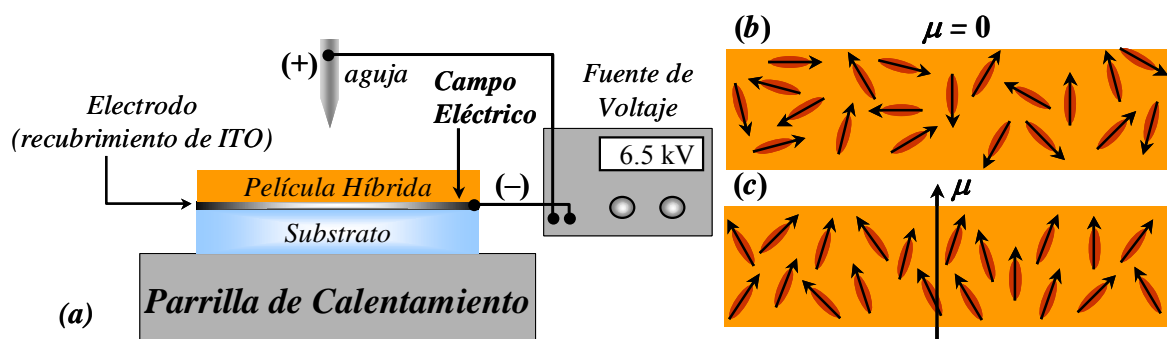 (+)
aguja
Electrodo
(recubrimiento de ITO)
Campo
Eléctrico
Fuente de
Voltaje
6.5 kV
(–)
Película Híbrida
Substrato
Parrilla de Calentamiento
(a)
(b)
μ = 0
(c)
μ